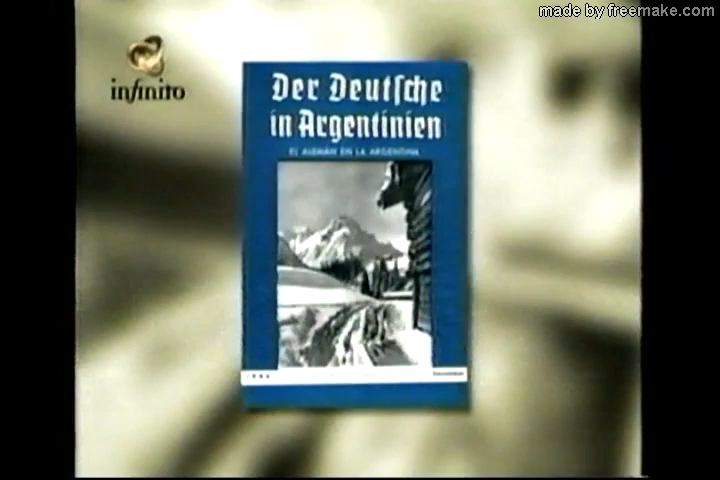 made by freemake.com
infinito
Der Deutſche
in Argentinien
EL ALEMÁN EN LA ARGENTINA